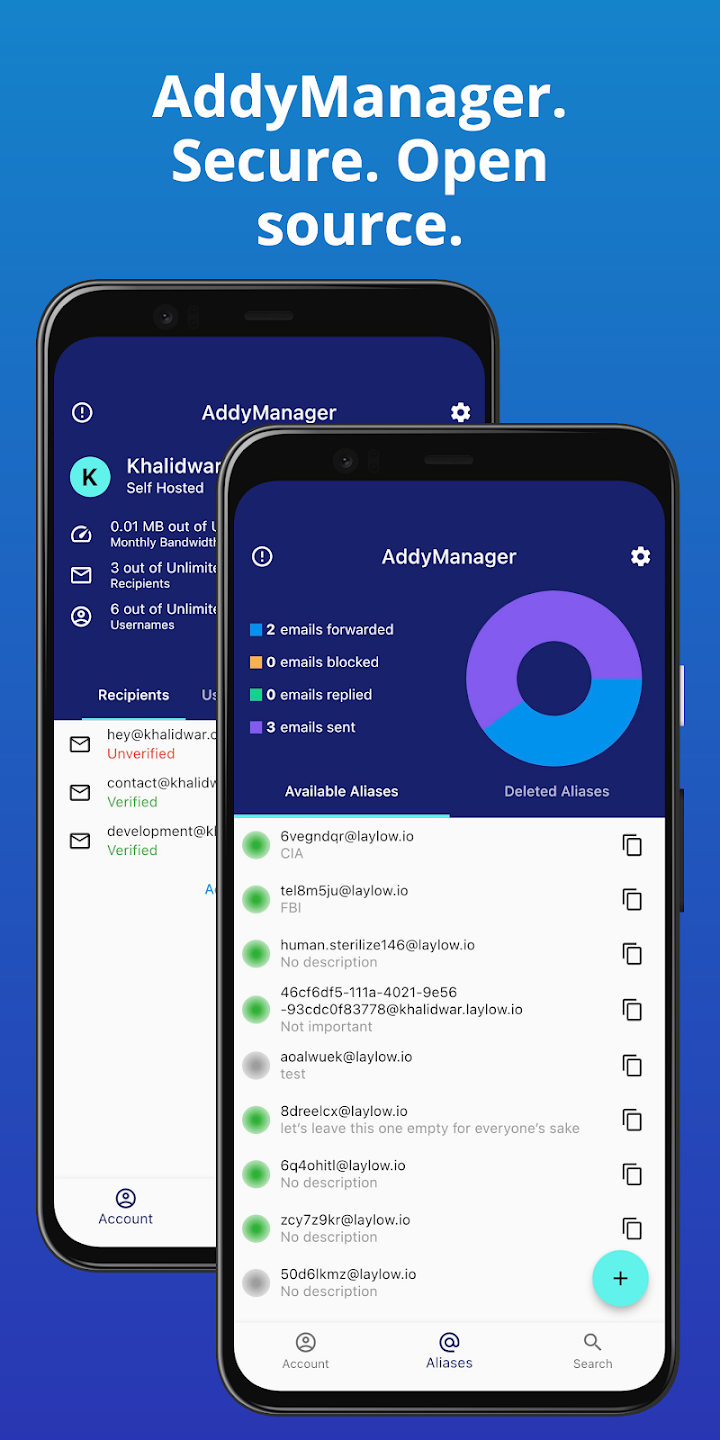 AddyManager.
Secure. Open
source.
AddyManager
K
Khalidwar
Self Hosted
0.01 MB out of
Monthly Bandwidth
3 out of
Recipients
6 out of
Usernames
Recipients
hey@khalidwar.c
Unverified
contact@khalidw
Verified
development@kl
Verified
Account
AddyManager
2 emails forwarded
0 emails blocked
0 emails replied
3 emails sent
Available Aliases
Deleted Aliases
6vegndqr@laylow.io
CIA
tel8m5ju@laylow.io
FBI
human.sterilize146@laylow.io
No description
46cf6df5-111a-4021-9e56
-93cdc0f83778@khalidwar.laylow.io
Not important
aoalwuek@laylow.io
test
8dreelcx@laylow.io
let's leave this one empty for everyone's sake
6q4ohitl@laylow.io
No description
zcy7z9kr@laylow.io
No description
50d6lkmz@laylow.io
No description
+
Account
Aliases
Search